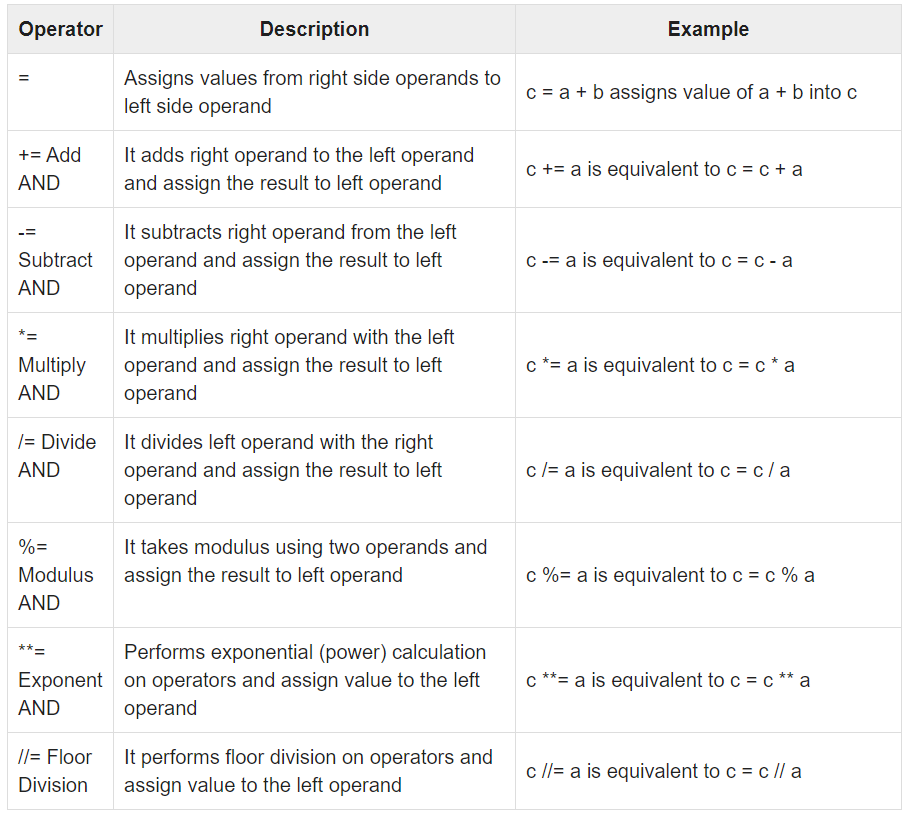 Operator Description Example
=
Assigns values from right side operands to
left side operand
c = a + b assigns value of a + b into c
+= Add
AND
It adds right operand to the left operand
and assign the result to left operand
c += a is equivalent to c = c + a
-=
Subtract
AND
It subtracts right operand from the left
operand and assign the result to left
operand
c -= a is equivalent to c = c - a
*=
Multiply
AND
It multiplies right operand with the left
operand and assign the result to left
operand
c *= a is equivalent to c = c * a
/= Divide
AND
It divides left operand with the right
operand and assign the result to left
operand
c /= a is equivalent to c = c / a
%=
Modulus
AND
It takes modulus using two operands and
assign the result to left operand
c %= a is equivalent to c = c % a
**=
Exponent
AND
Performs exponential (power) calculation
on operators and assign value to the left
operand
c **= a is equivalent to c = c ** a
//= Floor
Division
It performs floor division on operators and
assign value to the left operand
c //= a is equivalent to c = c // a